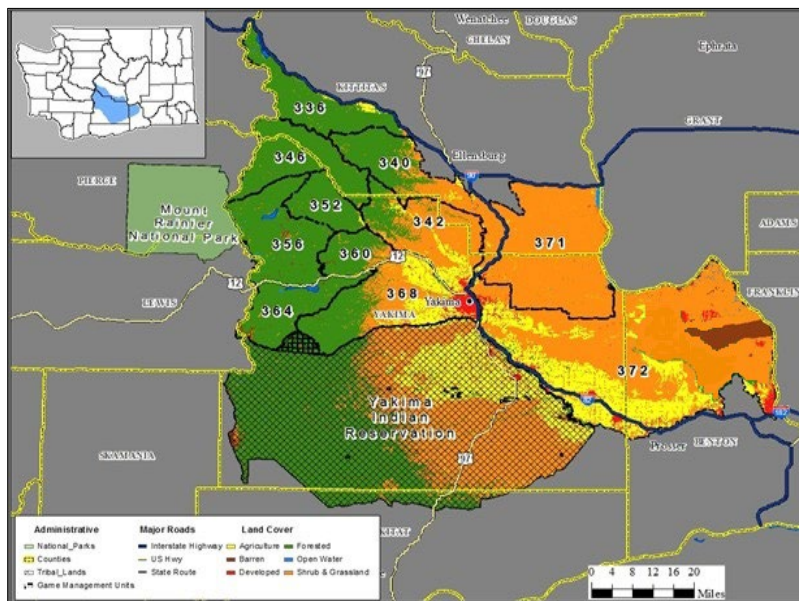 Wenatchee
DOUGLAS
CHELAN
Ephrata
97
KITTITAS
336
GRANT
346
340
Ellensburg
PIERCE
Mount
Rainier
National Park
352
342
371
ADAMS
356
360
12
12
FRANKLIN
LEWIS
364
368
Yakima
YAKIMA
372
Yakima
Indian
Reservation
82
182
SKAMANIA
97
Prosser
BENTON
Administrative
National_Parks
Counties
Tribal_Lands
Game Management Units
Major Roads
Interstate Highway
US Hwy
State Route
Land Cover
Agriculture
Barren
Developed
Forested
Open Water
Shrub & Grassland
0 4 8 12 16 20
Miles